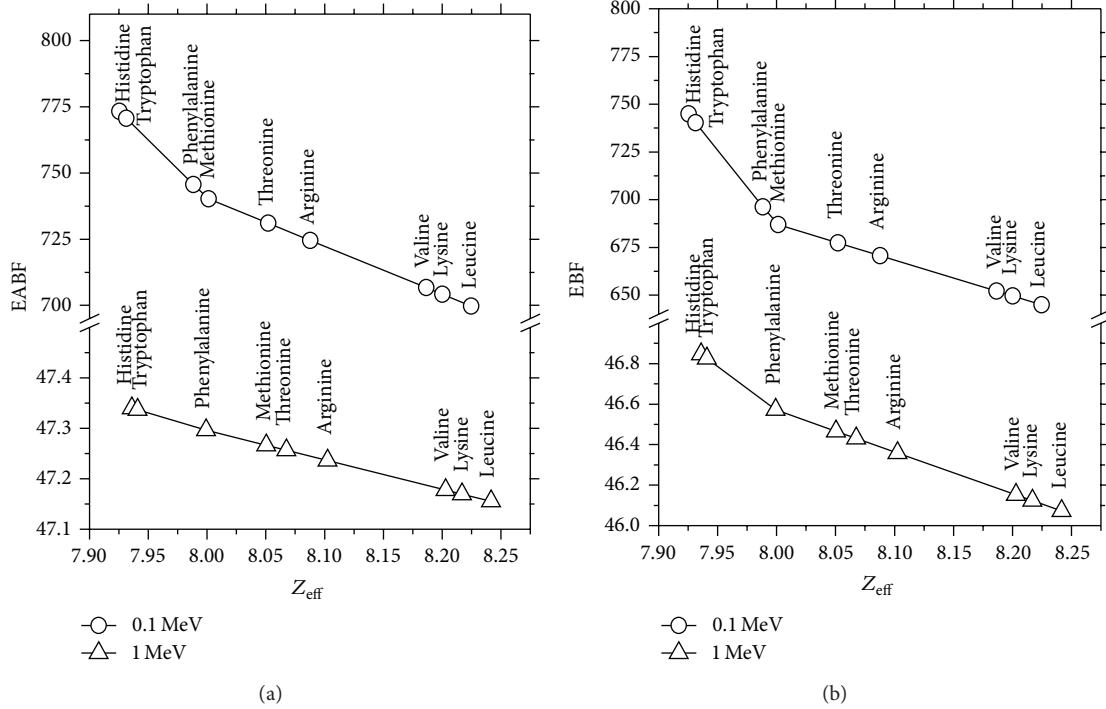 800
775
750
725
700
47.4
47.3
47.2
47.1
EABF
Histidine
Tryptophan
Phenylalanine
Methionine
Threonine
Arginine
Valine
Lysine
Leucine
Histidine
Tryptophan
Phenylalanine
Methionine
Threonine
Arginine
Valine
Lysine
Leucine
7.90 7.95 8.00 8.05 8.10 8.15 8.20 8.25
Zeff
0.1 MeV
1 MeV
(a)
800
775
750
725
700
675
650
46.8
46.6
46.4
46.2
46.0
EBF
Histidine
Tryptophan
Phenylalanine
Methionine
Threonine
Arginine
Valine
Lysine
Leucine
Histidine
Tryptophan
Phenylalanine
Methionine
Threonine
Arginine
Valine
Lysine
Leucine
7.90 7.95 8.00 8.05 8.10 8.15 8.20 8.25
Zeff
0.1 MeV
1 MeV
(b)